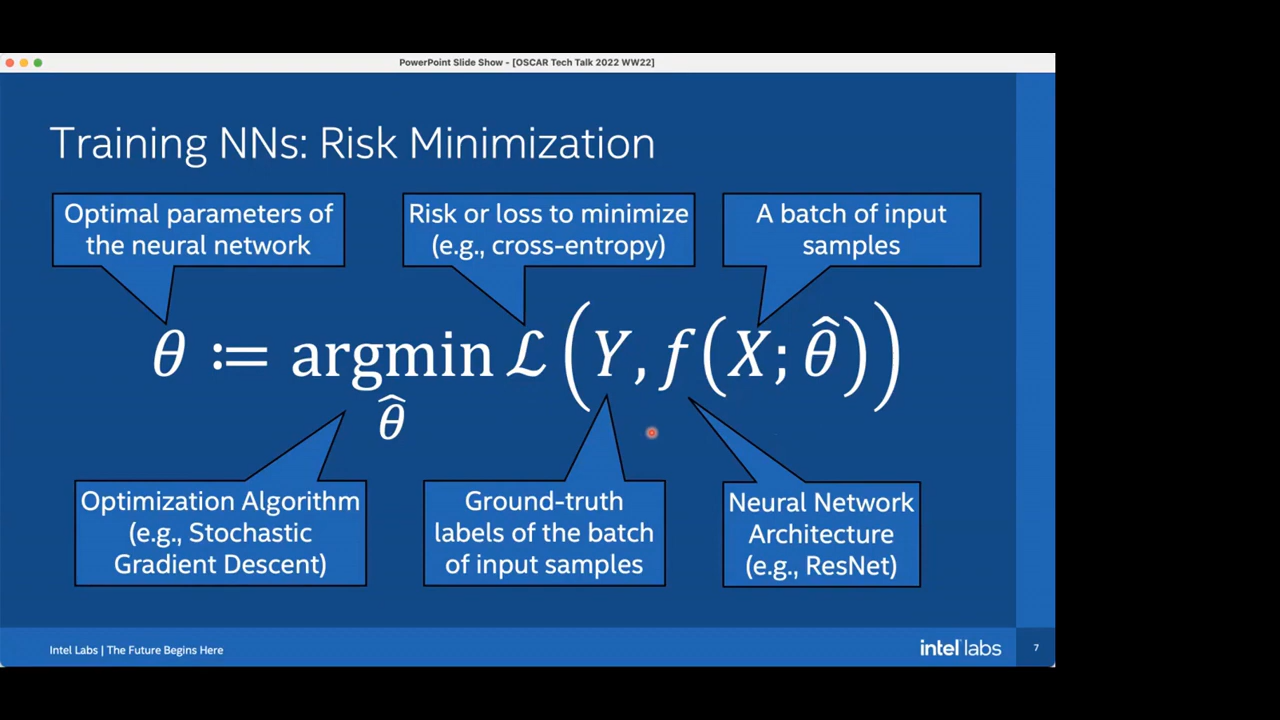 PowerPoint Slide Show - [OSCAR Tech Talk 2022 WW22]
Training NNs: Risk Minimization
Optimal parameters of
the neural network
Risk or loss to minimize
(e.g., cross-entropy)
A batch of input
samples
θ ≔ argmin ℒ(Y, f(X; θ̂))
θ̂
Optimization Algorithm
(e.g., Stochastic
Gradient Descent)
Ground-truth
labels of the batch
of input samples
Neural Network
Architecture
(e.g., ResNet)
Intel Labs | The Future Begins Here
intel labs
7